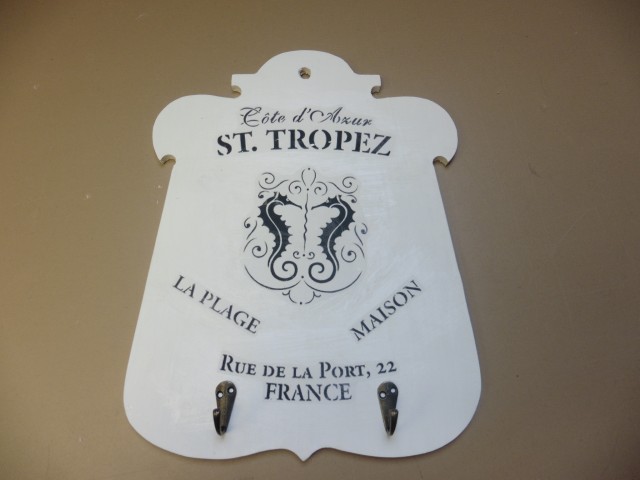 Côte d'Azur
ST. TROPEZ
LA PLAGE
MAISON
RUE DE LA PORT, 22
FRANCE